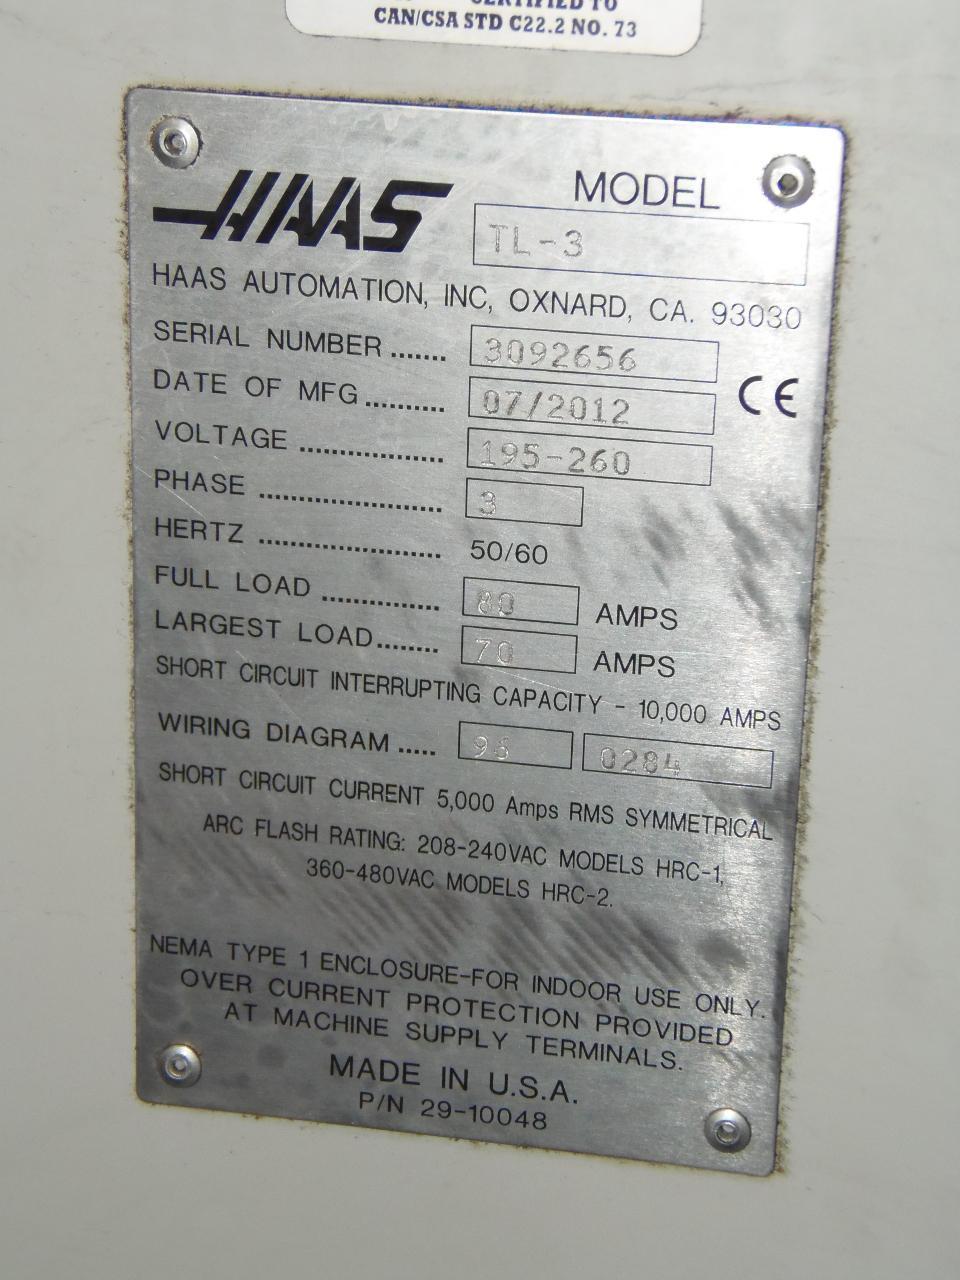 CERTIFIED TO
CAN/CSA STD C22.2 NO. 73
HAAS
MODEL
TL-3
HAAS AUTOMATION, INC, OXNARD, CA. 93030
SERIAL NUMBER ....... 3092656
DATE OF MFG .......... 07/2012
CE
VOLTAGE .................. 195-260
PHASE ....................... 3
HERTZ ....................... 50/60
FULL LOAD ............... 80 AMPS
LARGEST LOAD........ 70 AMPS
SHORT CIRCUIT INTERRUPTING CAPACITY - 10,000 AMPS
WIRING DIAGRAM ..... 96 0284
SHORT CIRCUIT CURRENT 5,000 Amps RMS SYMMETRICAL
ARC FLASH RATING: 208-240VAC MODELS HRC-1,
360-480VAC MODELS HRC-2.
NEMA TYPE 1 ENCLOSURE-FOR INDOOR USE ONLY.
OVER CURRENT PROTECTION PROVIDED
AT MACHINE SUPPLY TERMINALS.
MADE IN U.S.A.
P/N 29-10048